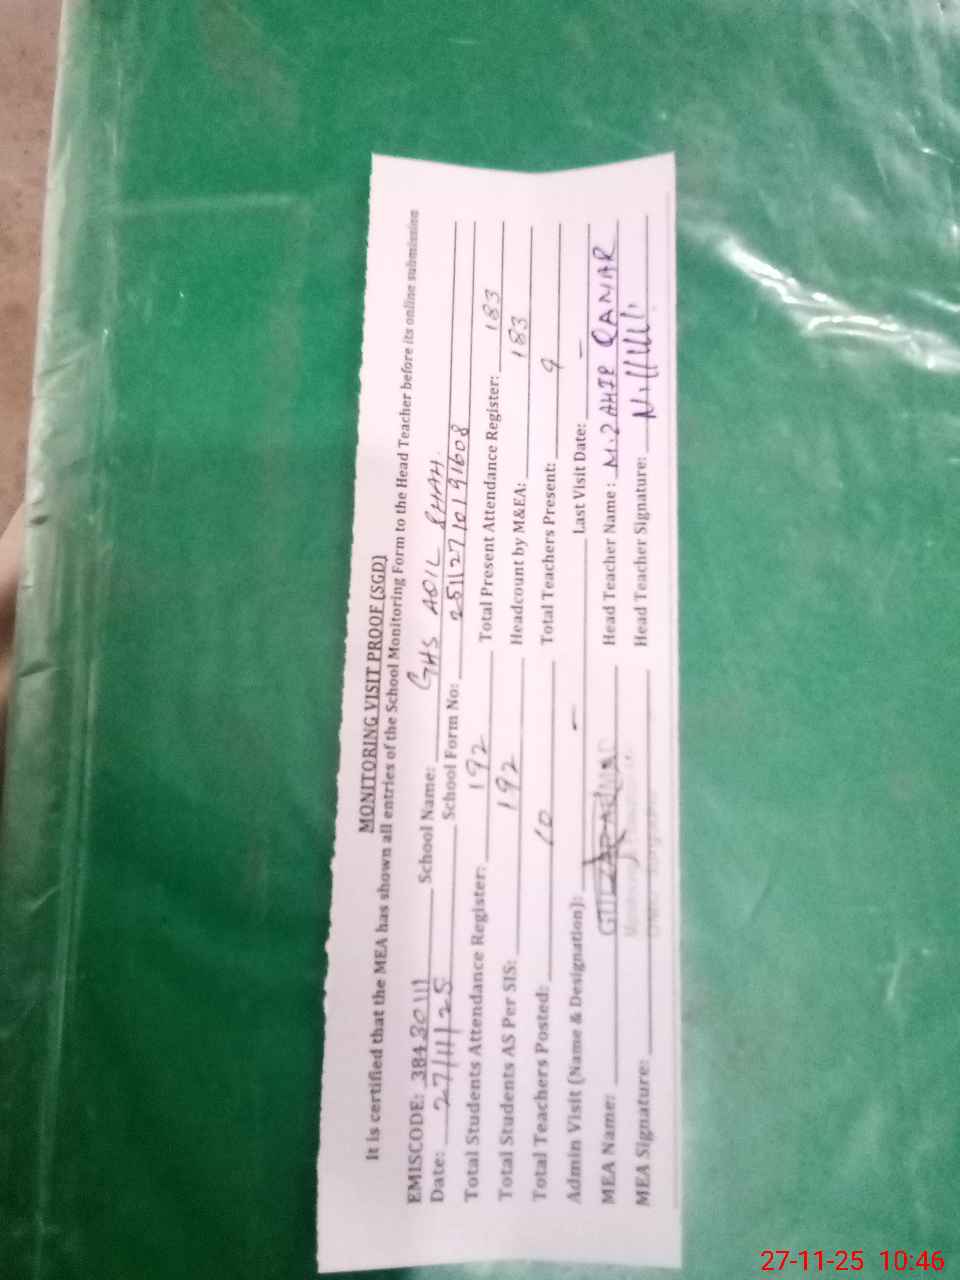 MONITORING VISIT PROOF (SGD)
It is certified that the MEA has shown all entries of the School Monitoring Form to the Head Teacher before its online submission
EMISCODE: 38430111 School Name: GHS ADIL SHAH.
Date: 27/11/25 School Form No: 25112710191608
Total Students Attendance Register: 192 Total Present Attendance Register: 183
Total Students AS Per SIS: 192 Headcount by M&EA: 183
Total Teachers Posted: 10 Total Teachers Present: 9
Admin Visit (Name & Designation): – Last Visit Date: –
MEA Name: Head Teacher Name: M. ZAHIR QAMAR
MEA Signature: Head Teacher Signature:
27-11-25 10:46